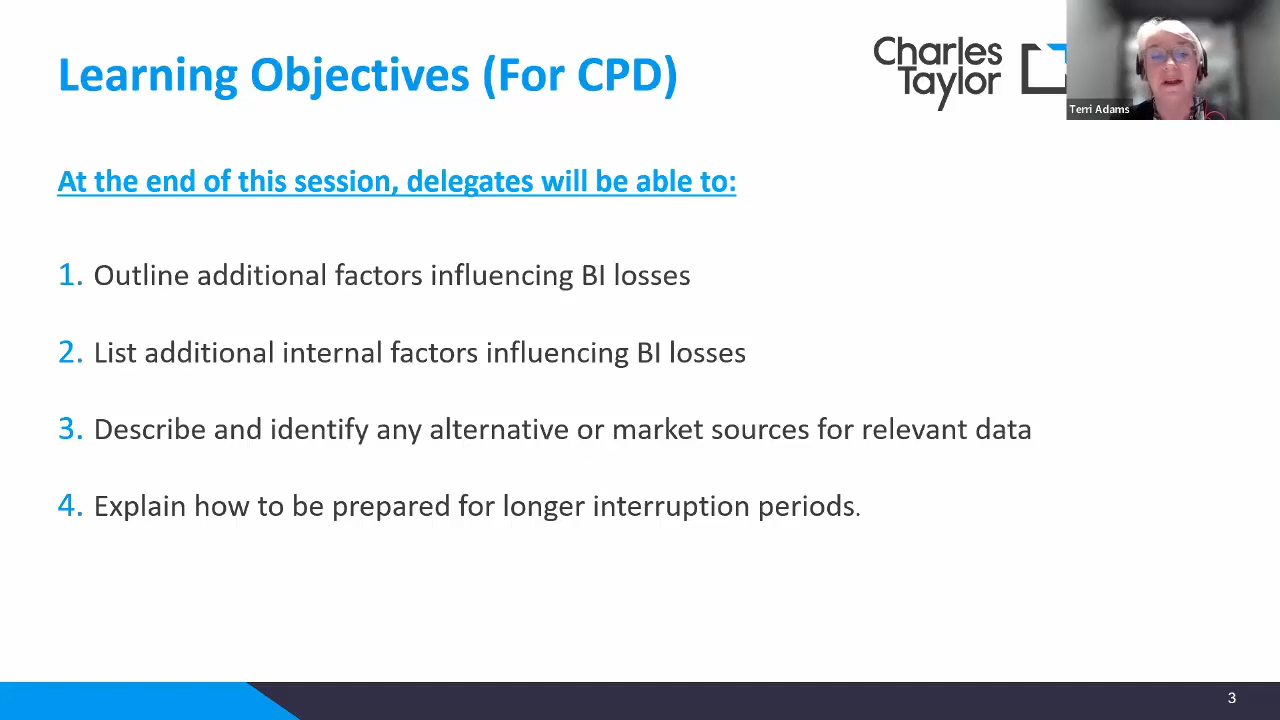 Learning Objectives (For CPD)
Charles
Taylor
Terri Adams
At the end of this session, delegates will be able to:
1. Outline additional factors influencing BI losses
2. List additional internal factors influencing BI losses
3. Describe and identify any alternative or market sources for relevant data
4. Explain how to be prepared for longer interruption periods.
3